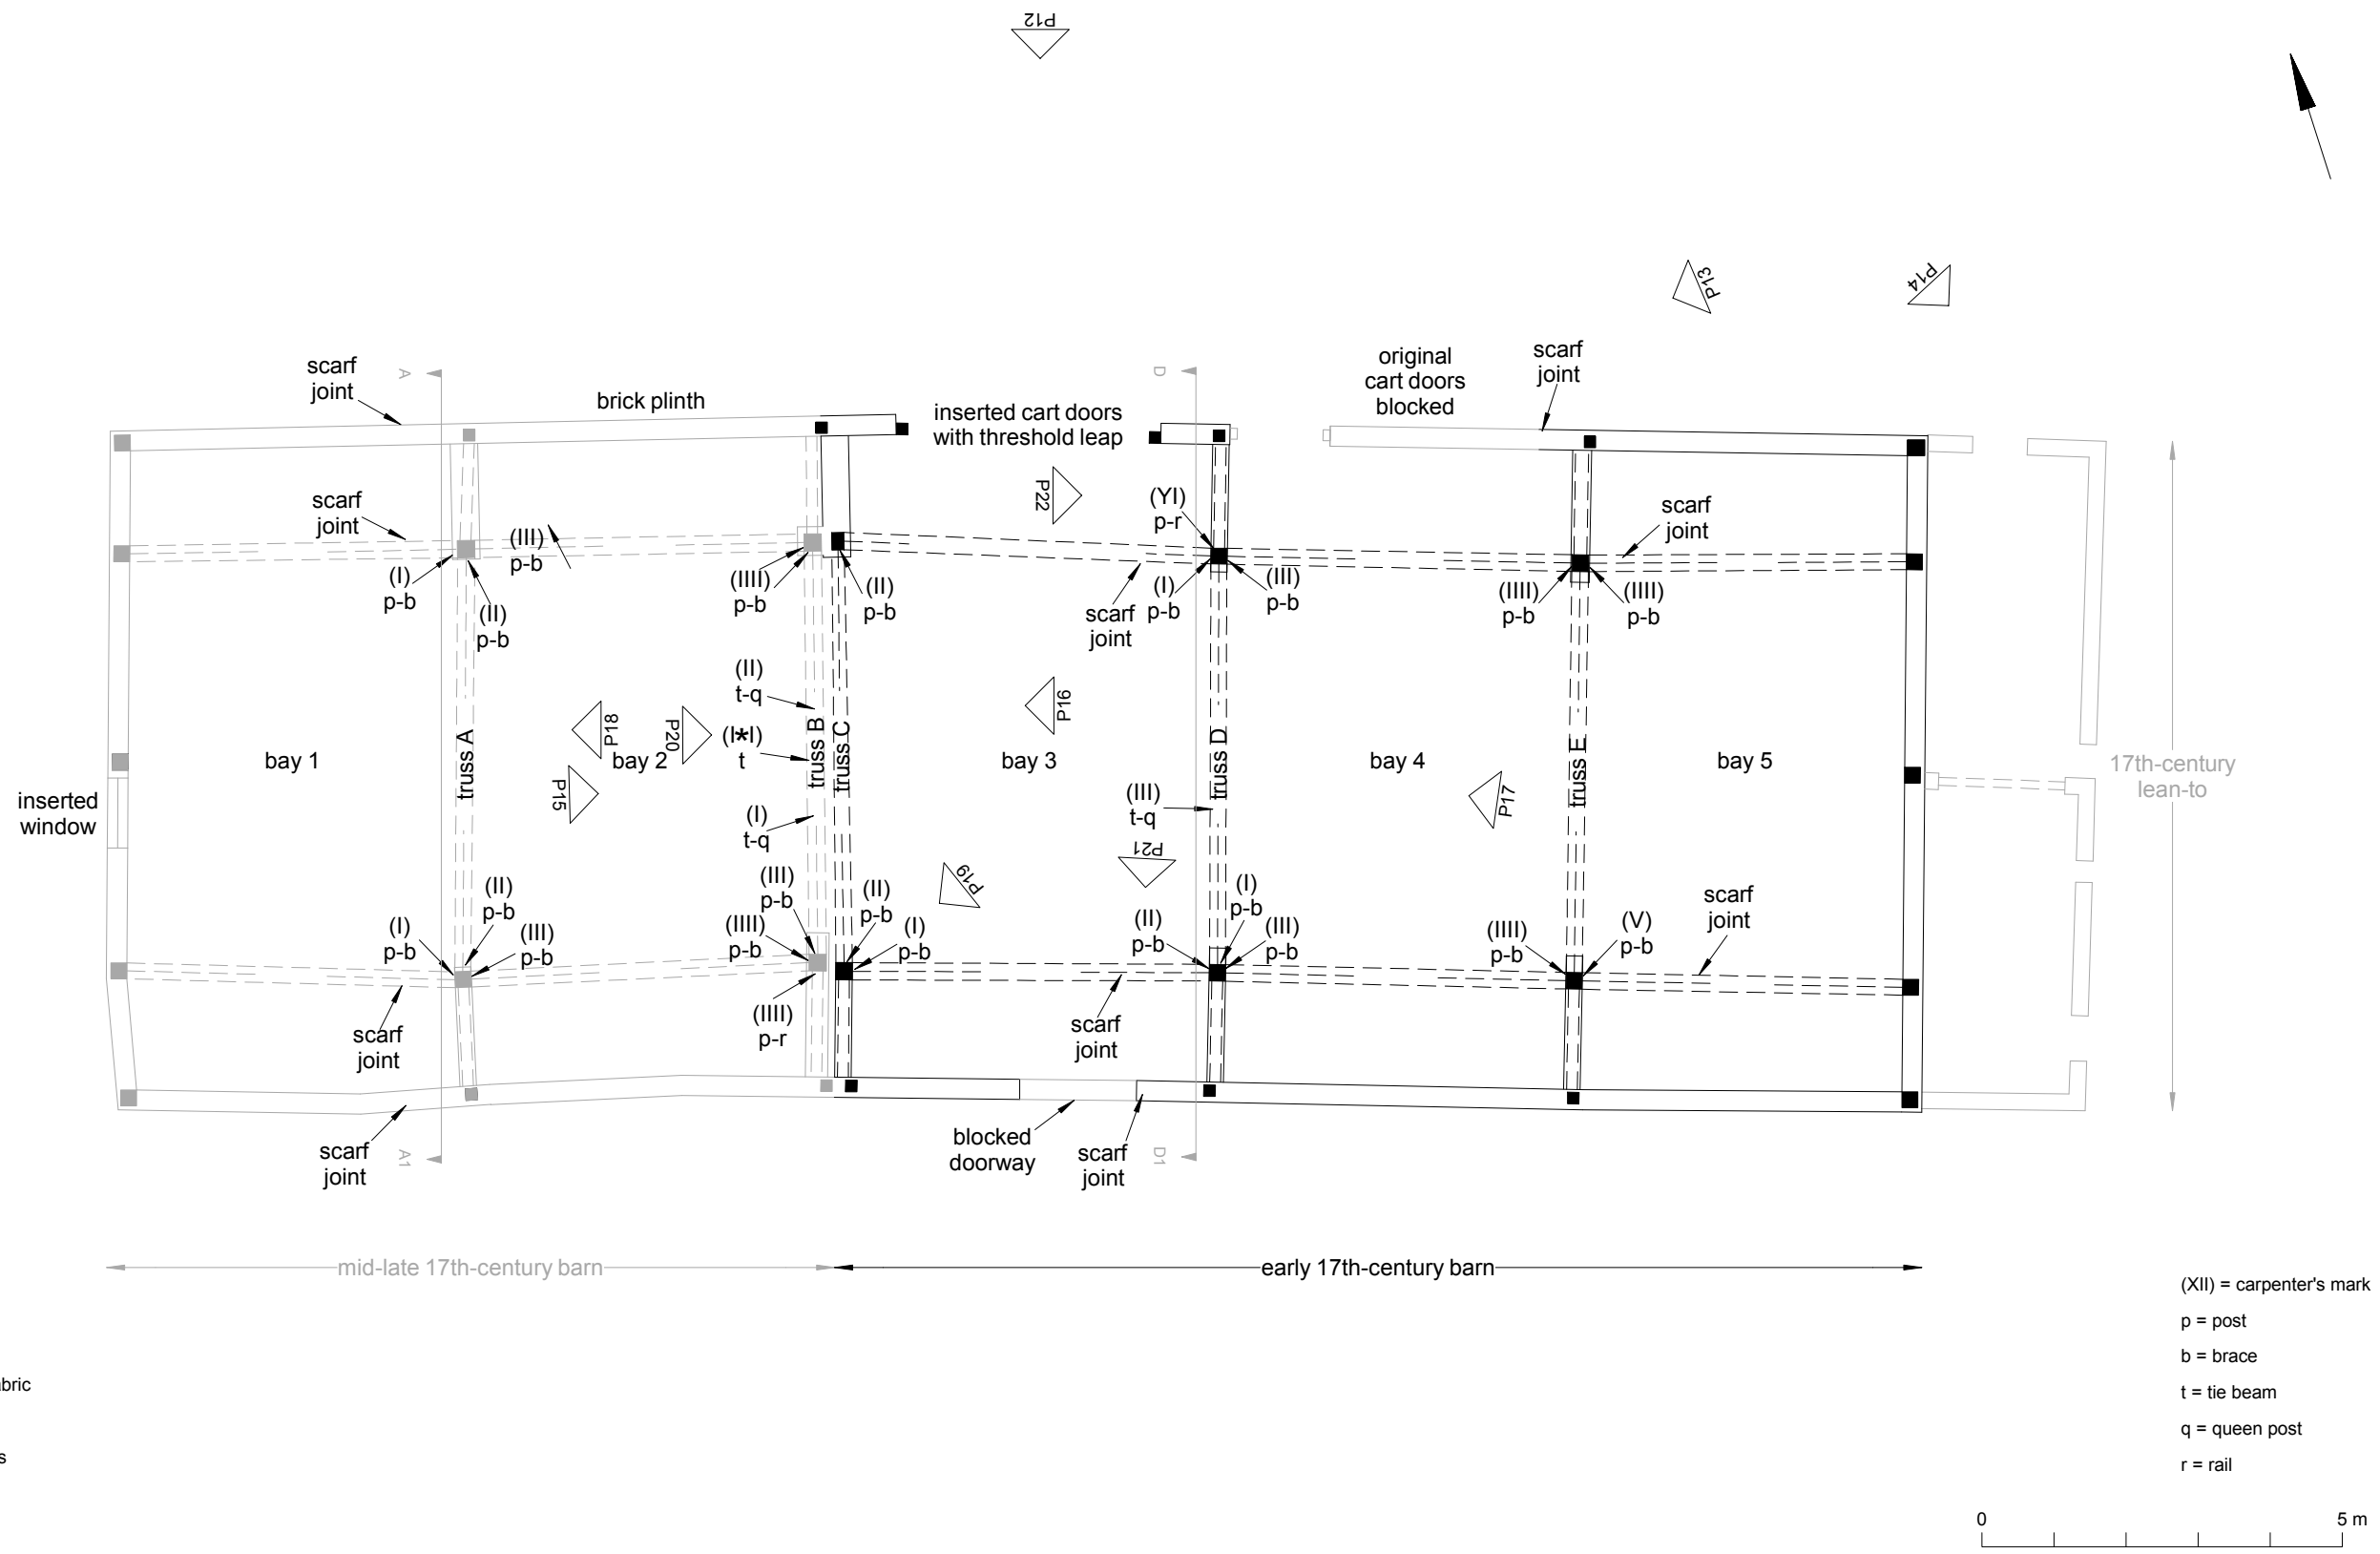 P12
P13
P14
scarf
joint
A
brick plinth
inserted cart doors
with threshold leap
D
original
cart doors
blocked
scarf
joint
scarf
joint
(III)
p-b
(I)
p-b
(II)
p-b
(IIII)
p-b
(II)
p-b
P22
(YI)
p-r
scarf
joint
(I)
p-b
(III)
p-b
scarf
joint
(IIII)
p-b
(IIII)
p-b
(II)
t-q
(I*I)
t
(I)
t-q
P18
P20
P15
P16
P17
P19
P21
bay 1
truss A
bay 2
truss B
truss C
bay 3
truss D
bay 4
truss E
bay 5
inserted
window
17th-century
lean-to
(III)
t-q
(I)
p-b
(II)
p-b
(III)
p-b
(III)
p-b
(IIII)
p-b
(II)
p-b
(I)
p-b
(IIII)
p-r
(II)
p-b
(I)
p-b
(III)
p-b
(IIII)
p-b
(V)
p-b
scarf
joint
scarf
joint
scarf
joint
scarf
joint
A1
blocked
doorway
scarf
joint
D1
mid-late 17th-century barn
early 17th-century barn
(XII) = carpenter's mark
p = post
b = brace
t = tie beam
q = queen post
r = rail
bric
s
0 5 m